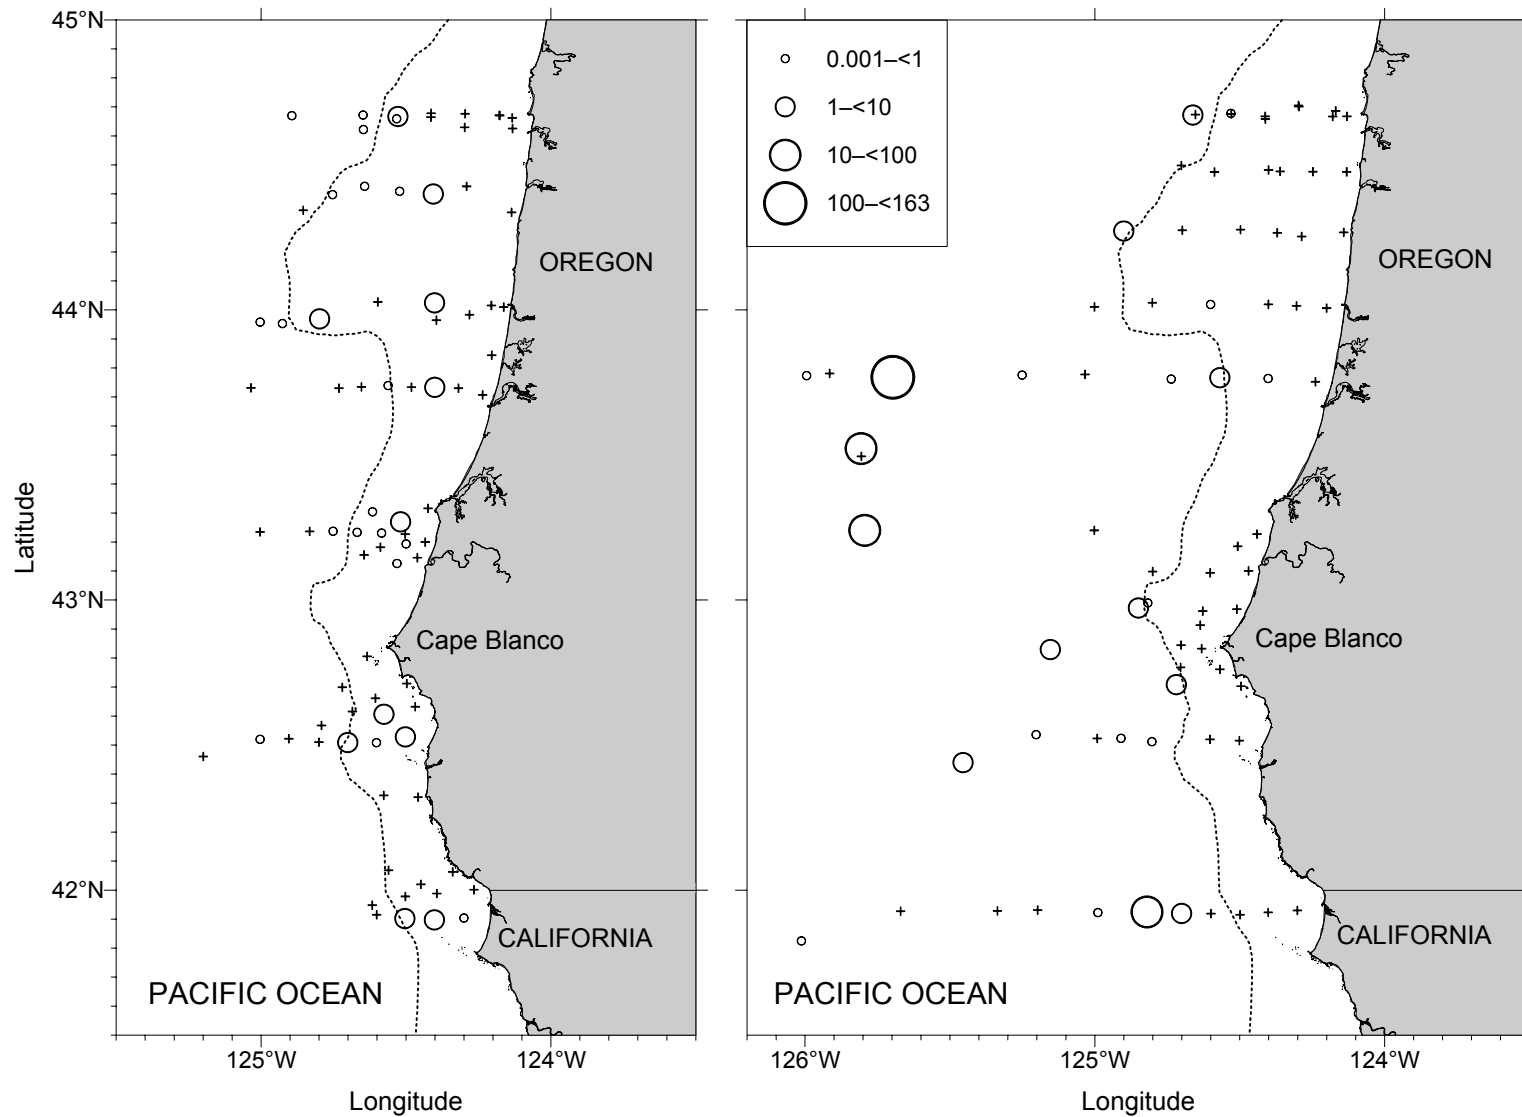 45°N
44°N
43°N
42°N
Latitude
OREGON
Cape Blanco
CALIFORNIA
PACIFIC OCEAN
125°W
124°W
Longitude
0.001–<1
1–<10
10–<100
100–<163
OREGON
Cape Blanco
CALIFORNIA
PACIFIC OCEAN
126°W
125°W
124°W
Longitude